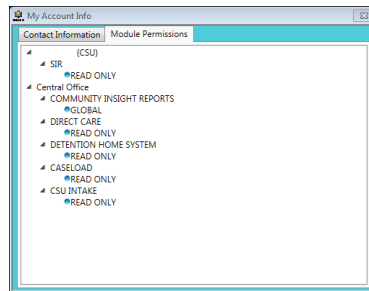 My Account Info
Contact Information Module Permissions
(CSU)
SIR
READ ONLY
Central Office
COMMUNITY INSIGHT REPORTS
GLOBAL
DIRECT CARE
READ ONLY
DETENTION HOME SYSTEM
READ ONLY
CASELOAD
READ ONLY
CSU INTAKE
READ ONLY